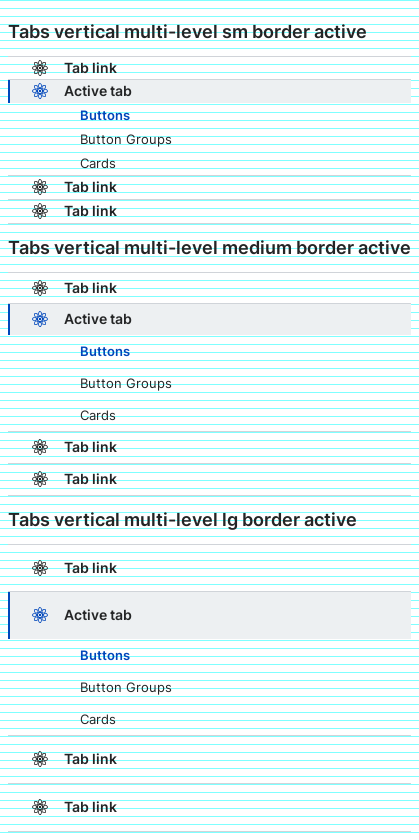 Tabs vertical multi-level sm border active
Tab link
Active tab
Buttons
Button Groups
Cards
Tab link
Tab link
Tabs vertical multi-level medium border active
Tab link
Active tab
Buttons
Button Groups
Cards
Tab link
Tab link
Tabs vertical multi-level lg border active
Tab link
Active tab
Buttons
Button Groups
Cards
Tab link
Tab link